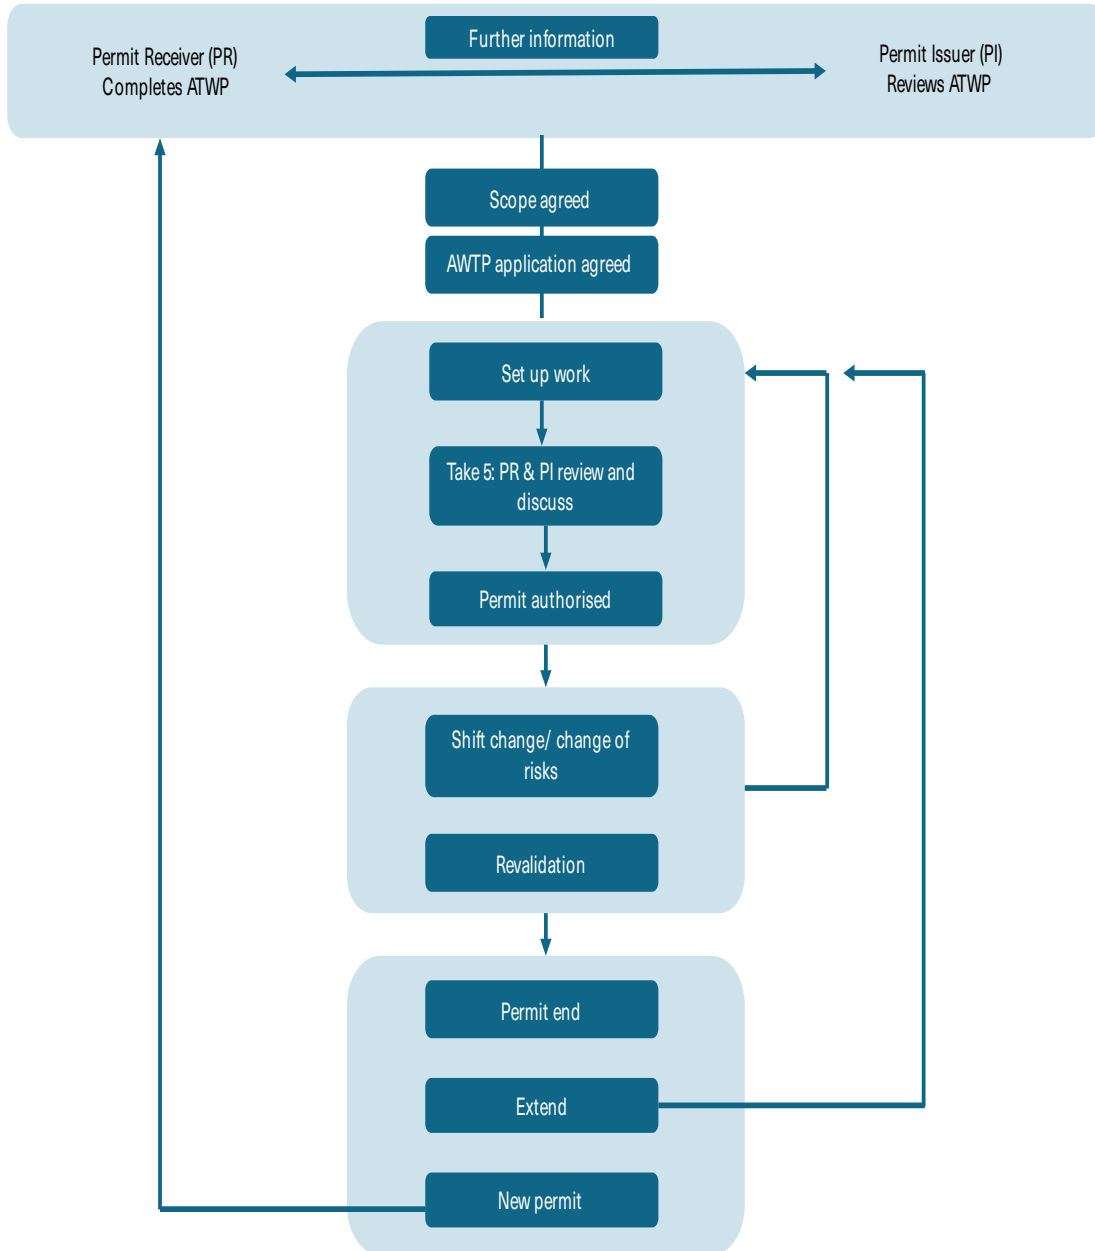 Further information
Permit Receiver (PR)
Completes ATWP
Permit Issuer (PI)
Reviews ATWP
Scope agreed
AWTP application agreed
Set up work
Take 5: PR & PI review and
discuss
Permit authorised
Shift change/ change of
risks
Revalidation
Permit end
Extend
New permit